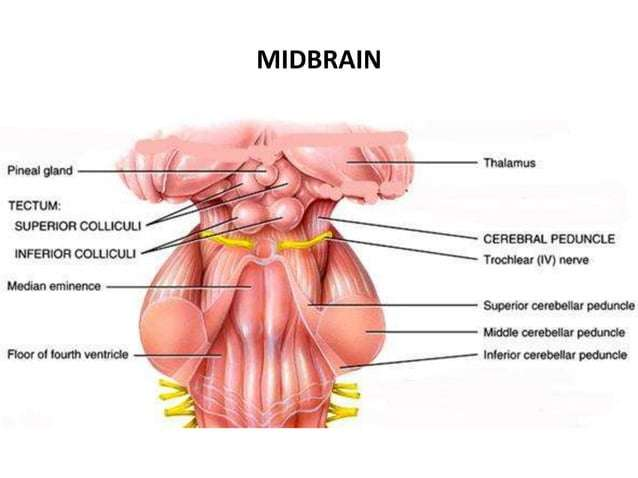 MIDBRAIN
Pineal gland
TECTUM:
SUPERIOR COLLICULI
INFERIOR COLLICULI
Median eminence
Floor of fourth ventricle
Thalamus
CEREBRAL PEDUNCLE
Trochlear (IV) nerve
Superior cerebellar peduncle
Middle cerebellar peduncle
Inferior cerebellar peduncle